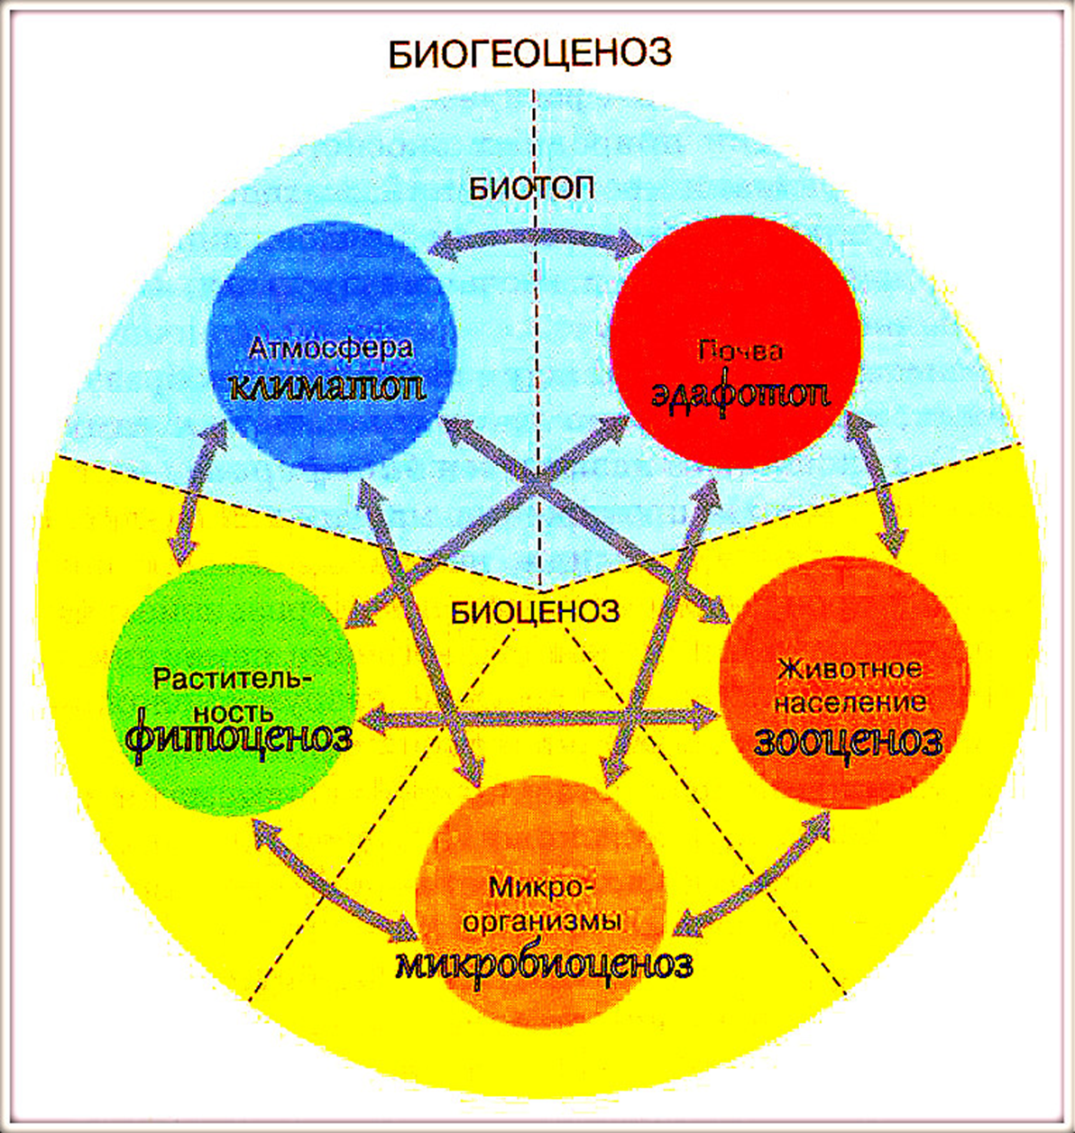 БИОГЕОЦЕНОЗ
БИОТОП
Атмосфера
климатоп
Почва
эдафотоп
БИОЦЕНОЗ
Раститель-
ность
фитоценоз
Животное
население
зооценоз
Микро-
организмы
микробиоценоз